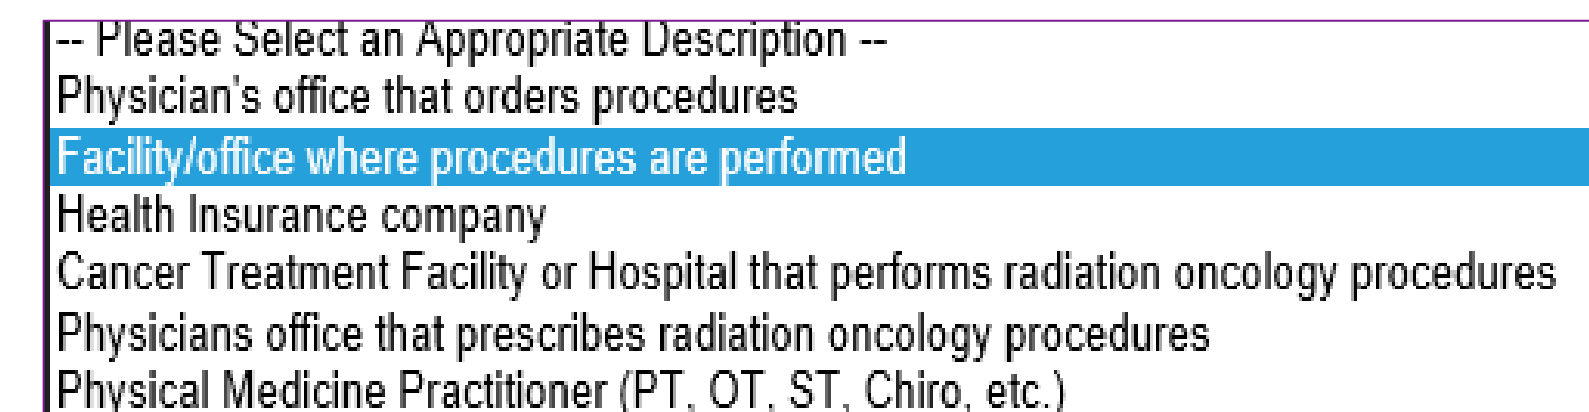 -- Please Select an Appropriate Description --
Physician's office that orders procedures
Facility/office where procedures are performed
Health Insurance company
Cancer Treatment Facility or Hospital that performs radiation oncology procedures
Physicians office that prescribes radiation oncology procedures
Physical Medicine Practitioner (PT, OT, ST, Chiro, etc.)